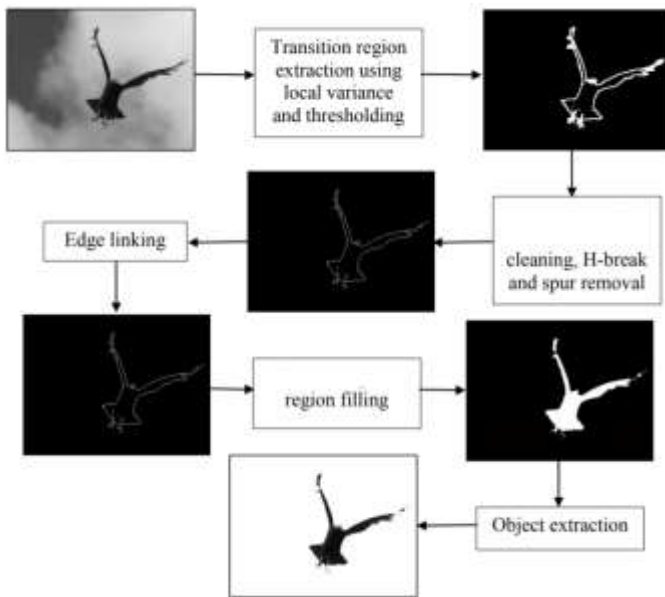 Transition region
extraction using
local variance
and thresholding
cleaning, H-break
and spur removal
Edge linking
region filling
Object extraction